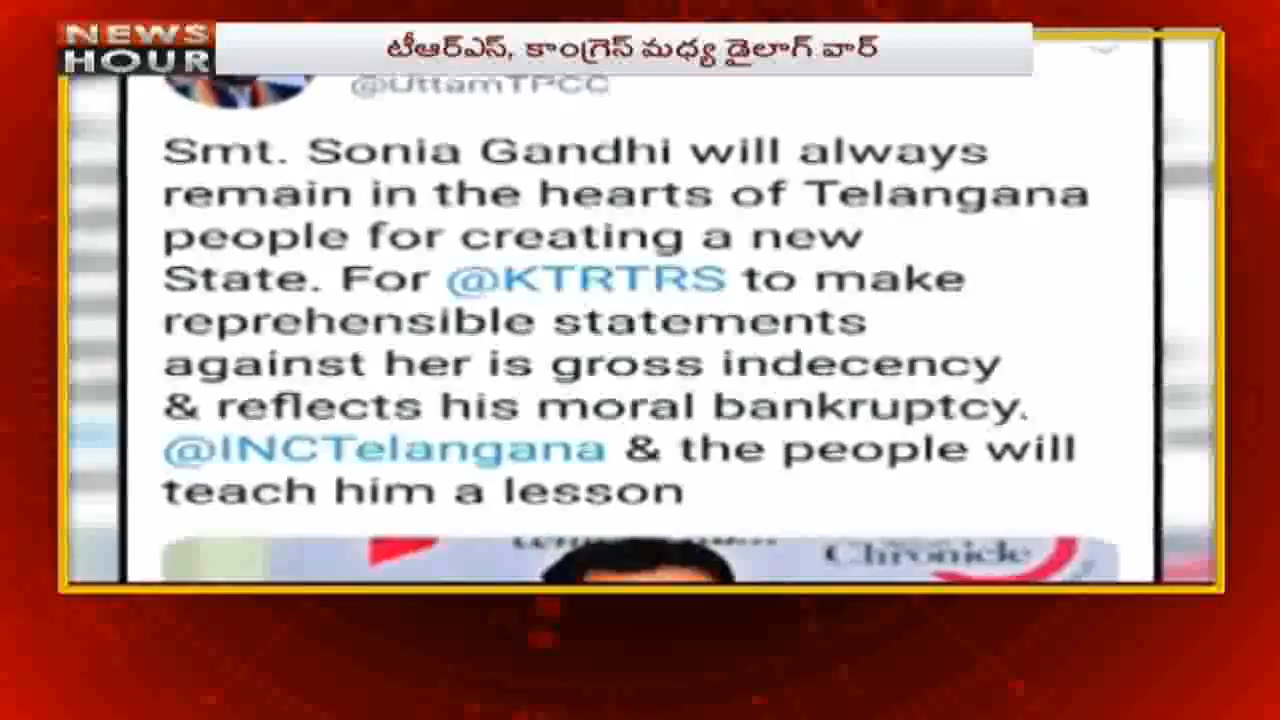 NEWS
HOUR
టీఆర్ఎస్, కాంగ్రెస్ మధ్య డైలాగ్ వార్
@UttamTPCC
Smt. Sonia Gandhi will always
remain in the hearts of Telangana
people for creating a new
State. For @KTRTRS to make
reprehensible statements
against her is gross indecency
& reflects his moral bankruptcy.
@INCTelangana & the people will
teach him a lesson
Chronicle